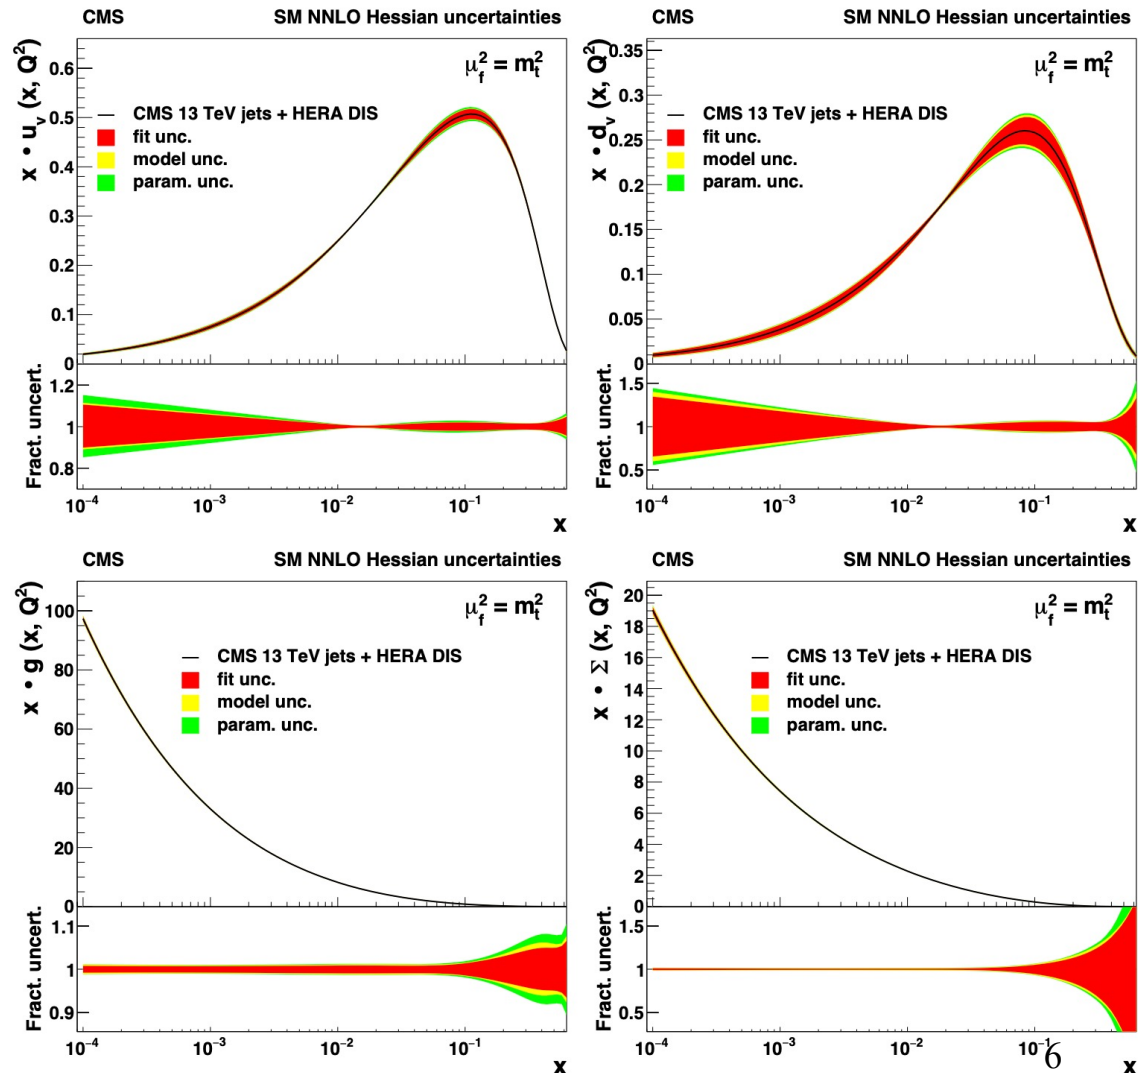 CMS SM NNLO Hessian uncertainties
x • u_v (x, Q²)
μ_f² = m_t²
0.6
0.5
0.4
0.3
0.2
0.1
0
CMS 13 TeV jets + HERA DIS
fit unc.
model unc.
param. unc.
Fract. uncert.
1.2
1
0.8
10⁻⁴ 10⁻³ 10⁻² 10⁻¹
x
CMS SM NNLO Hessian uncertainties
x • d_v (x, Q²)
μ_f² = m_t²
0.35
0.3
0.25
0.2
0.15
0.1
0.05
0
CMS 13 TeV jets + HERA DIS
fit unc.
model unc.
param. unc.
Fract. uncert.
1.5
1
0.5
10⁻⁴ 10⁻³ 10⁻² 10⁻¹
x
CMS SM NNLO Hessian uncertainties
x • g (x, Q²)
μ_f² = m_t²
100
80
60
40
20
0
CMS 13 TeV jets + HERA DIS
fit unc.
model unc.
param. unc.
Fract. uncert.
1.1
1
0.9
10⁻⁴ 10⁻³ 10⁻² 10⁻¹
x
CMS SM NNLO Hessian uncertainties
x • Σ (x, Q²)
μ_f² = m_t²
20
18
16
14
12
10
8
6
4
2
0
CMS 13 TeV jets + HERA DIS
fit unc.
model unc.
param. unc.
Fract. uncert.
1.5
1
0.5
10⁻⁴ 10⁻³ 10⁻² 10⁻¹
x
6